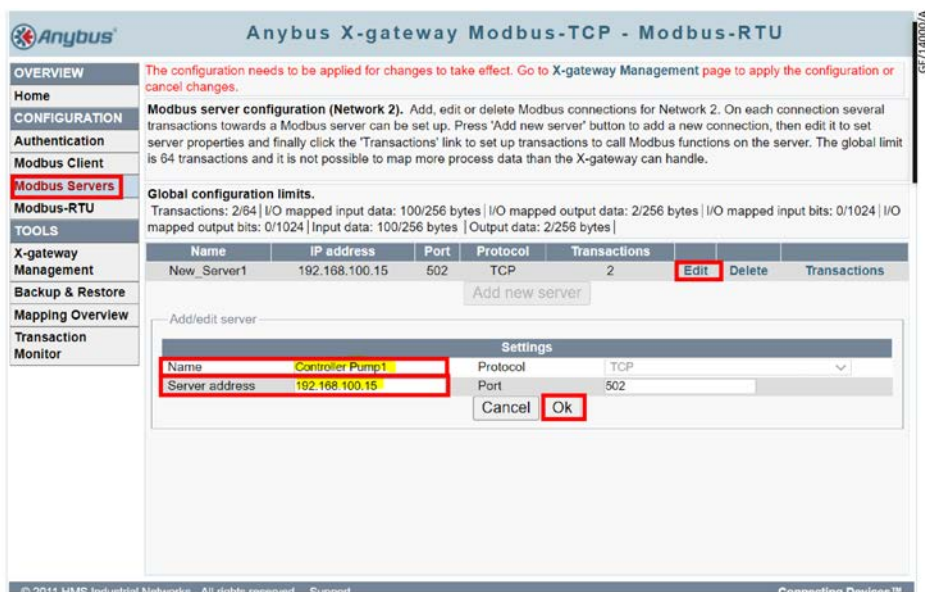 Anybus
Anybus X-gateway Modbus-TCP - Modbus-RTU
GF/14000/A
OVERVIEW
Home
CONFIGURATION
Authentication
Modbus Client
Modbus Servers
Modbus-RTU
TOOLS
X-gateway
Management
Backup & Restore
Mapping Overview
Transaction
Monitor
The configuration needs to be applied for changes to take effect. Go to X-gateway Management page to apply the configuration or
cancel changes.
Modbus server configuration (Network 2). Add, edit or delete Modbus connections for Network 2. On each connection several
transactions towards a Modbus server can be set up. Press 'Add new server' button to add a new connection, then edit it to set
server properties and finally click the 'Transactions' link to set up transactions to call Modbus functions on the server. The global limit
is 64 transactions and it is not possible to map more process data than the X-gateway can handle.
Global configuration limits.
Transactions: 2/64 | I/O mapped input data: 100/256 bytes | I/O mapped output data: 2/256 bytes | I/O mapped input bits: 0/1024 | I/O
mapped output bits: 0/1024 | Input data: 100/256 bytes | Output data: 2/256 bytes |
Name IP address Port Protocol Transactions
New_Server1 192.168.100.15 502 TCP 2 Edit Delete Transactions
Add new server
Add/edit server
Settings
Name Controller Pump1 Protocol TCP
Server address 192.168.100.15 Port 502
Cancel Ok
© 2011 HMS Industrial Networks - All rights reserved Support Connecting Devices™